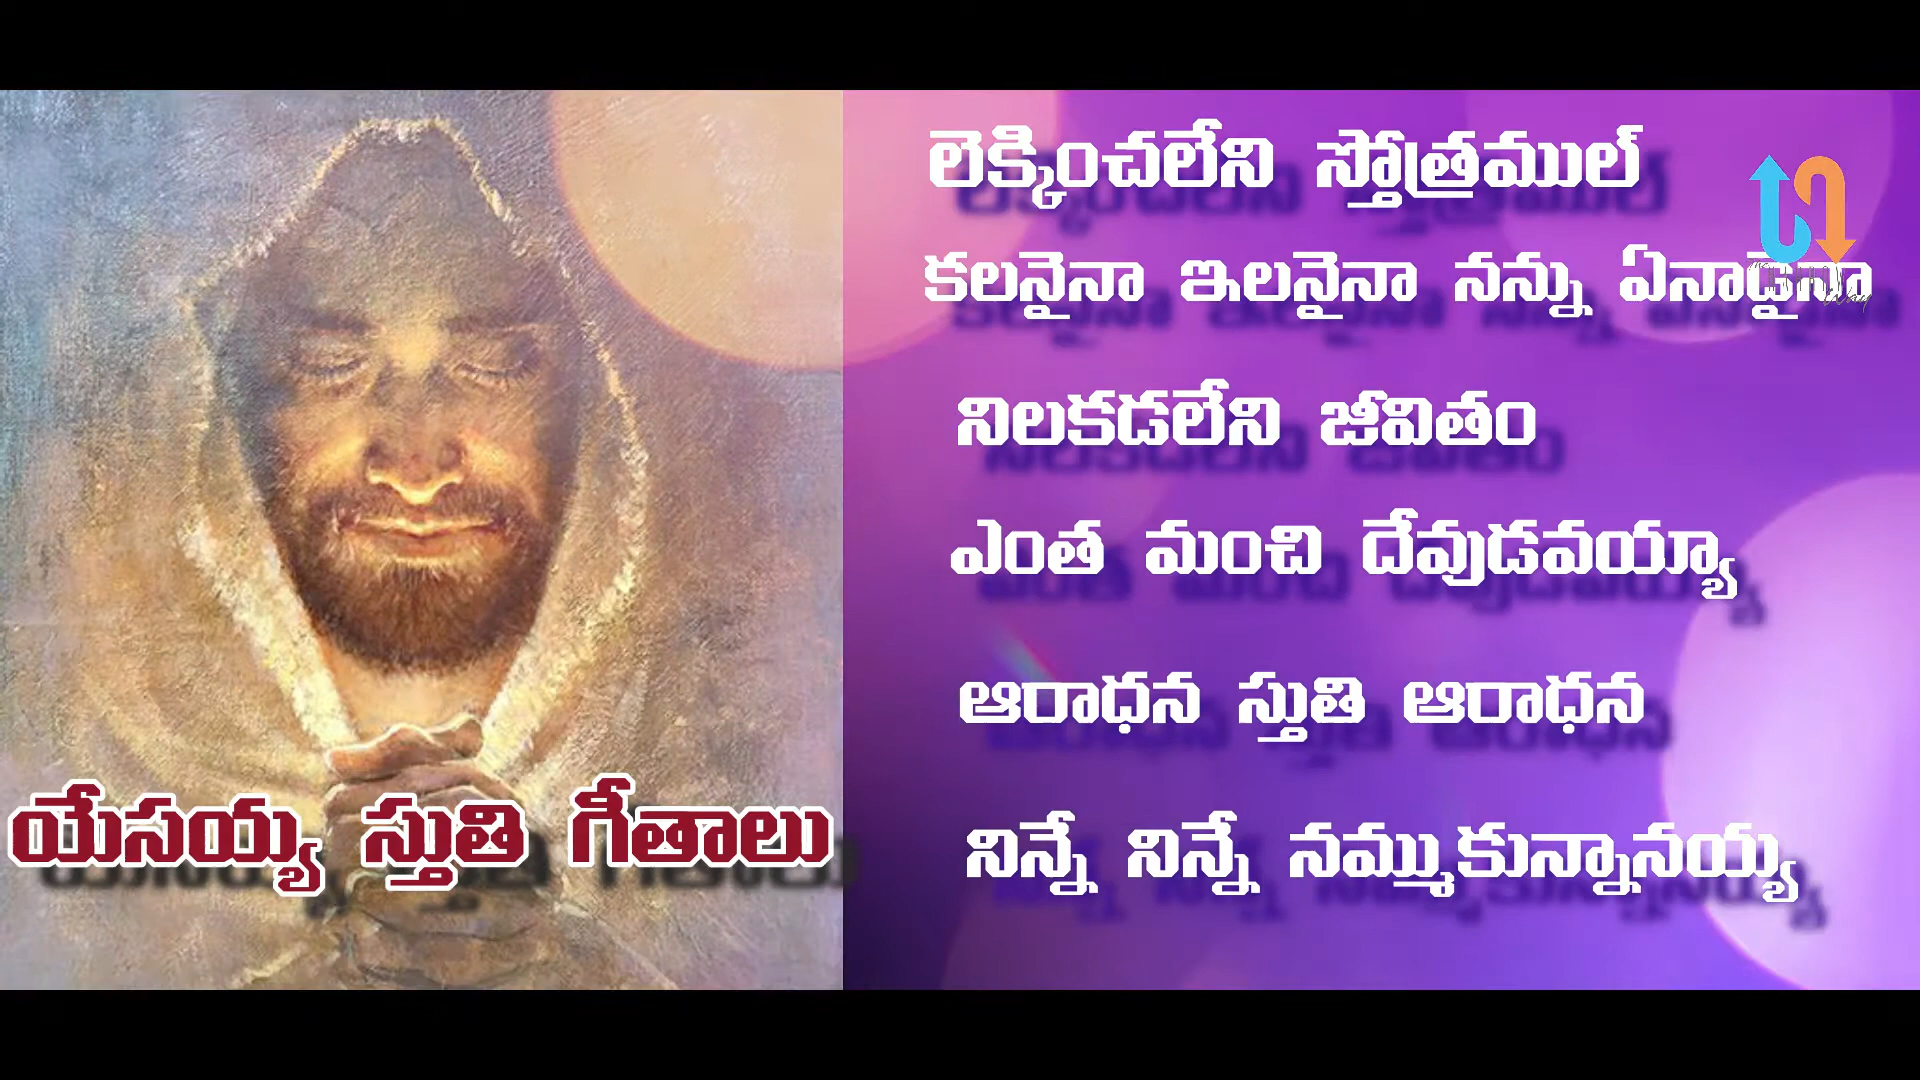 లెక్కించలేని స్తోత్రముల్
కలనైనా ఇలనైనా నన్ను ఏనాడైనా
నిలకడలేని జీవితం
ఎంత మంచి దేవుడవయ్యా
ఆరాధన స్తుతి ఆరాధన
నిన్నే నిన్నే నమ్ముకున్నానయ్య
యేసయ్య స్తుతి గీతాలు